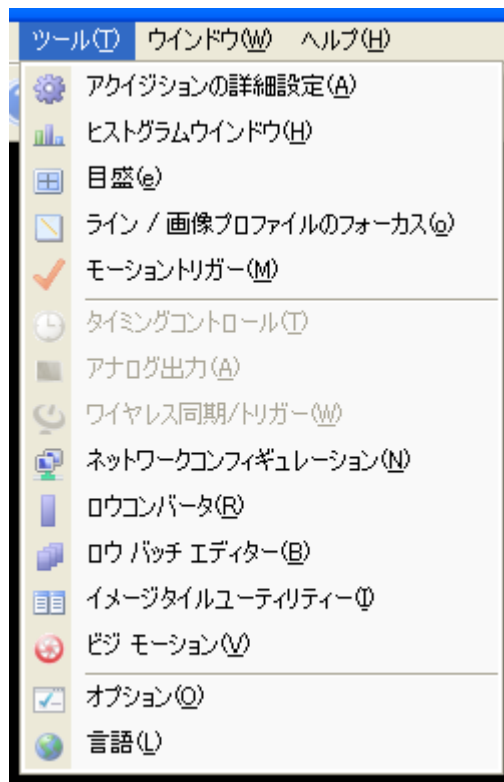 ツール(T) ウインドウ(W) ヘルプ(H)
アクイジションの詳細設定(A)
ヒストグラムウインドウ(H)
目盛(e)
ライン / 画像プロファイルのフォーカス(o)
モーショントリガー(M)
タイミングコントロール(T)
アナログ出力(A)
ワイヤレス同期/トリガー(W)
ネットワークコンフィギュレーション(N)
ロウコンバータ(R)
ロウ バッチ エディター(B)
イメージタイルユーティリティー(I)
ビジ モーション(V)
オプション(O)
言語(L)